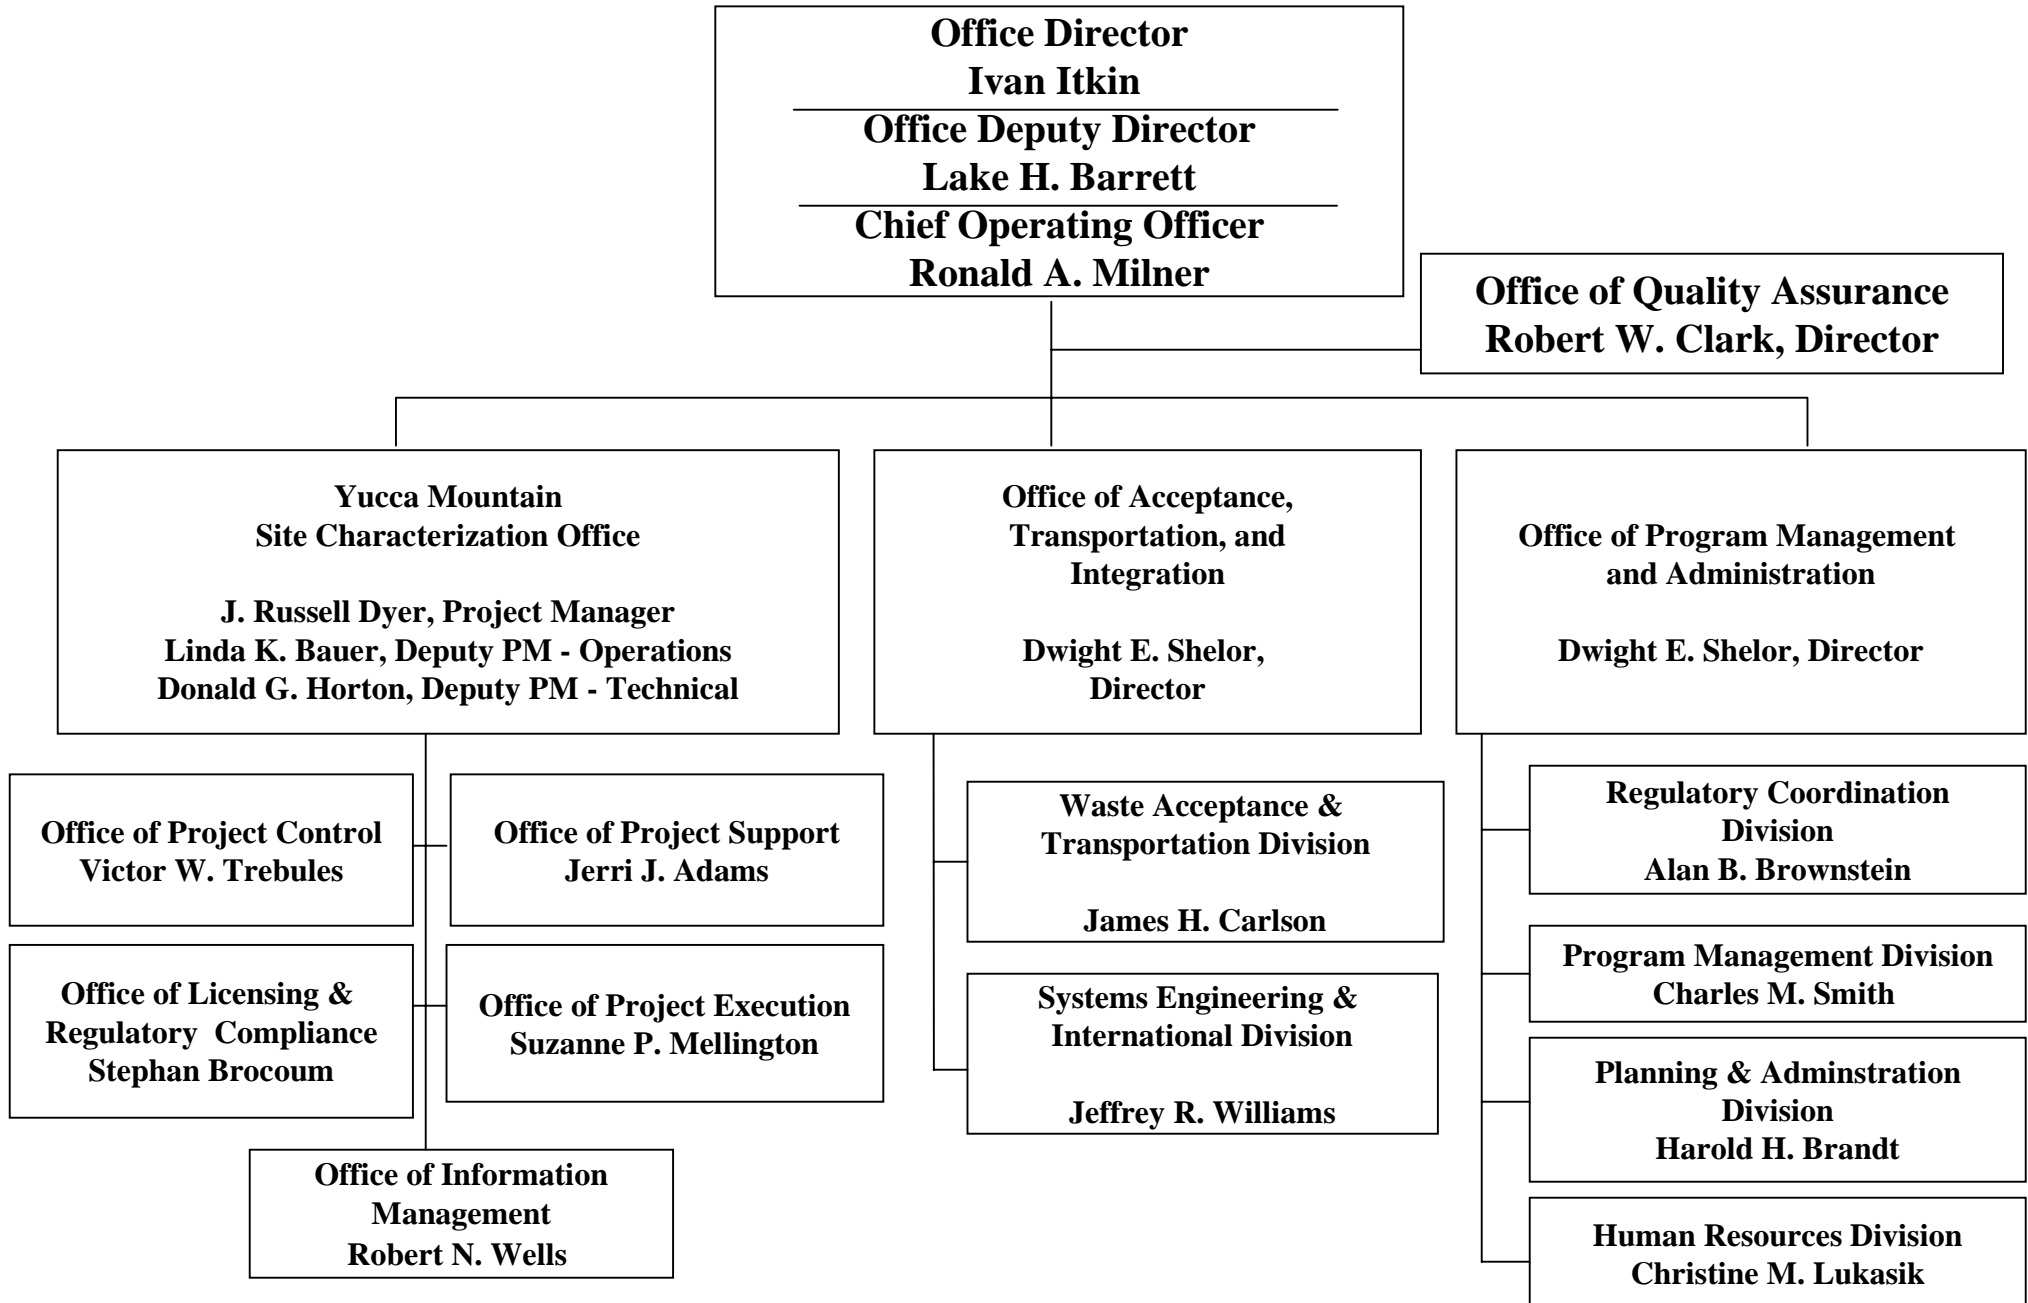 Office Director
Ivan Itkin
Office Deputy Director
Lake H. Barrett
Chief Operating Officer
Ronald A. Milner
Office of Quality Assurance
Robert W. Clark, Director
Yucca Mountain
Site Characterization Office
J. Russell Dyer, Project Manager
Linda K. Bauer, Deputy PM - Operations
Donald G. Horton, Deputy PM - Technical
Office of Acceptance,
Transportation, and
Integration
Dwight E. Shelor,
Director
Office of Program Management
and Administration
Dwight E. Shelor, Director
Office of Project Control
Victor W. Trebules
Office of Project Support
Jerri J. Adams
Office of Licensing &
Regulatory  Compliance
Stephan Brocoum
Office of Project Execution
Suzanne P. Mellington
Office of Information
Management
Robert N. Wells
Waste Acceptance &
Transportation Division
James H. Carlson
Systems Engineering &
International Division
Jeffrey R. Williams
Regulatory Coordination
Division
Alan B. Brownstein
Program Management Division
Charles M. Smith
Planning & Adminstration
Division
Harold H. Brandt
Human Resources Division
Christine M. Lukasik